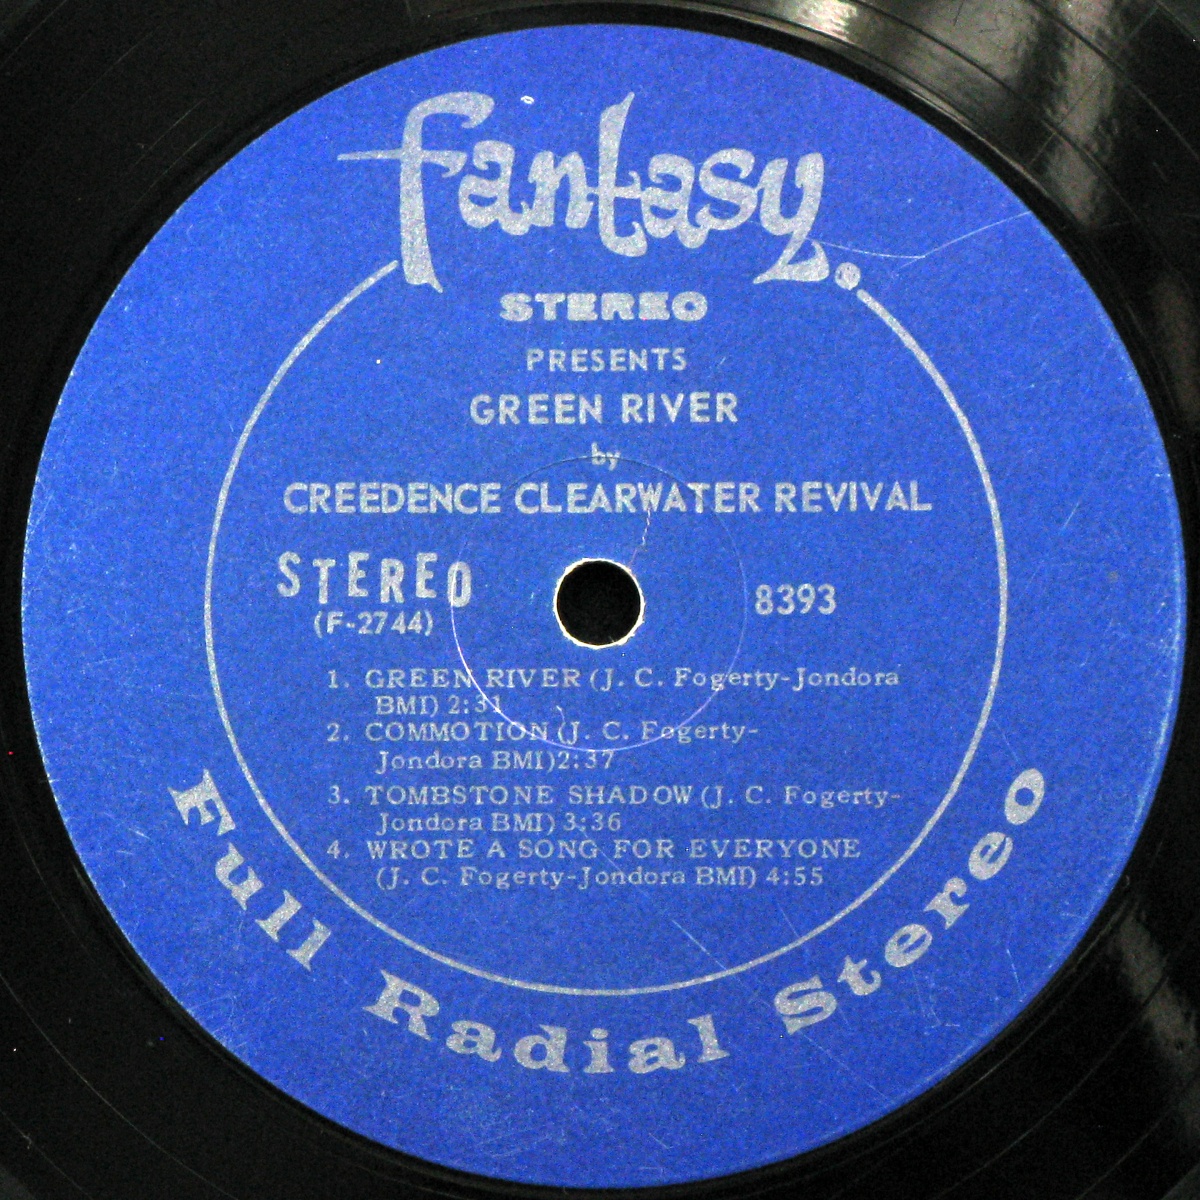 fantasy.
STEREO
PRESENTS
GREEN RIVER
by
CREEDENCE CLEARWATER REVIVAL
STEREO
(F-2744)
8393
1. GREEN RIVER (J. C. Fogerty-Jondora
BMI) 2:31
2. COMMOTION (J. C. Fogerty-
Jondora BMI)2:37
3. TOMBSTONE SHADOW (J. C. Fogerty-
Jondora BMI) 3:36
4. WROTE A SONG FOR EVERYONE
(J. C. Fogerty-Jondora BMI) 4:55
Full Radial Stereo